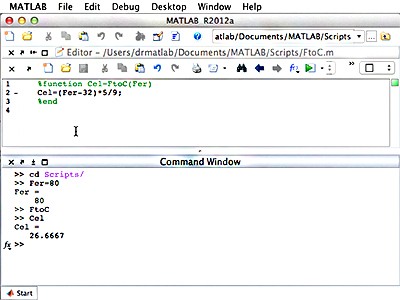 MATLAB File Edit Debug Desktop Window Help
MATLAB R2012a
atlab/Documents/MATLAB/Scripts
Editor - /Users/drmatlab/Documents/MATLAB/Scripts/FtoC.m
1 %function Cel=FtoC(Fer)
2 - Cel=(Fer-32)*5/9;
3 %end
4
Command Window
>> cd Scripts/
>> Fer=80
Fer =
80
>> FtoC
>> Cel
Cel =
26.6667
fx >>
Start